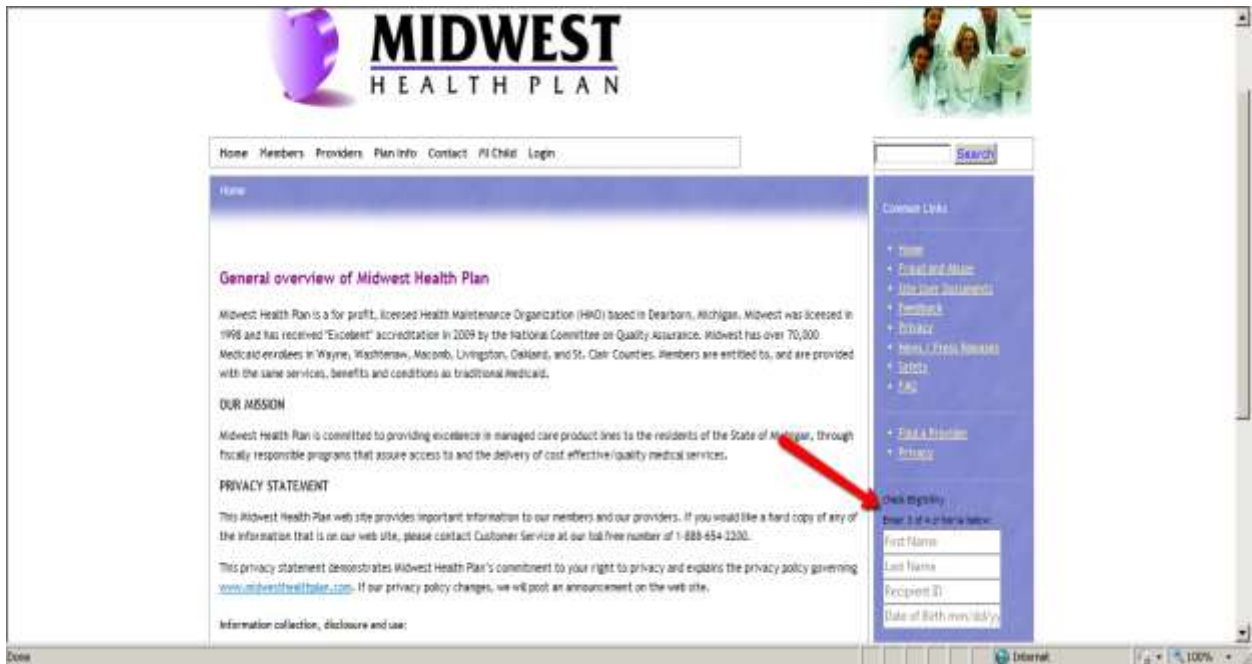 MIDWEST
HEALTH PLAN
Home Members Providers Plan Info Contact MIChild Login
Search
Home
General overview of Midwest Health Plan
Midwest Health Plan is a for profit, licensed Health Maintenance Organization (HMO) based in Dearborn, Michigan. Midwest was licensed in
1998 and has received "Excellent" accreditation in 2009 by the National Committee on Quality Assurance. Midwest has over 70,000
Medicaid enrollees in Wayne, Washtenaw, Macomb, Livingston, Oakland, and St. Clair Counties. Members are entitled to, and are provided
with the same services, benefits and conditions as traditional Medicaid.
OUR MISSION
Midwest Health Plan is committed to providing excellence in managed care product lines to the residents of the State of Michigan, through
fiscally responsible programs that assure access to and the delivery of cost effective/quality medical services.
PRIVACY STATEMENT
This Midwest Health Plan web site provides important information to our members and our providers. If you would like a hard copy of any of
the information that is on our web site, please contact Customer Service at our toll free number of 1-888-654-2200.
This privacy statement demonstrates Midwest Health Plan's commitment to your right to privacy and explains the privacy policy governing
www.midwesthealthplan.com. If our privacy policy changes, we will post an announcement on the web site.
Information collection, disclosure and use:
Common Links
Home
Fraud and Abuse
Site User Documents
Feedback
Privacy
News / Press Releases
Safety
FAQ
Find a Provider
Privacy
Check Eligibility
Enter 3 of 4 criteria below:
First Name
Last Name
Recipient ID
Date of Birth mm/dd/yy
Done
Internet
100%